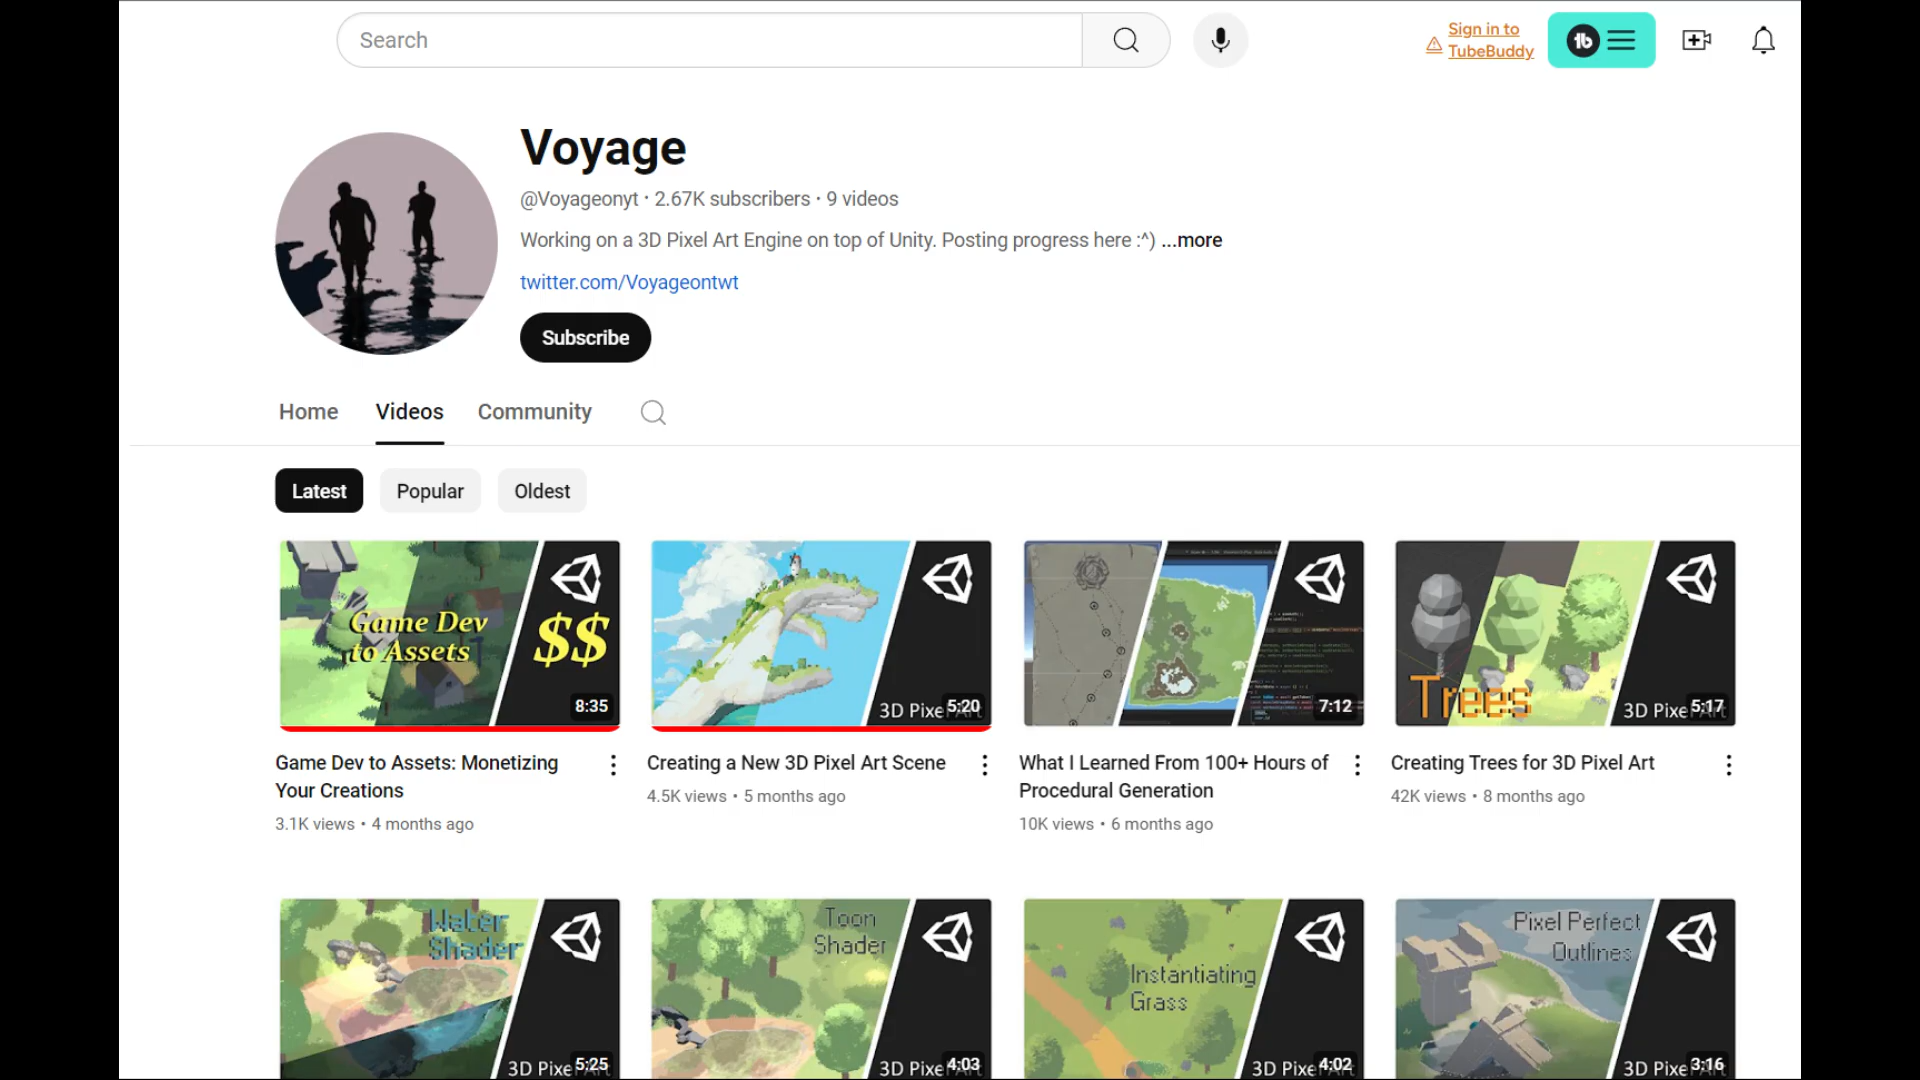 Search
Sign in to
TubeBuddy
Voyage
@Voyageonyt · 2.67K subscribers · 9 videos
Working on a 3D Pixel Art Engine on top of Unity. Posting progress here :^) ...more
twitter.com/Voyageontwt
Subscribe
Home
Videos
Community
Latest
Popular
Oldest
Game Dev
to Assets
$$
8:35
3D Pixel Art
5:20
7:12
Trees
3D Pixel Art
5:17
Game Dev to Assets: Monetizing
Your Creations
3.1K views • 4 months ago
Creating a New 3D Pixel Art Scene
4.5K views • 5 months ago
What I Learned From 100+ Hours of
Procedural Generation
10K views • 6 months ago
Creating Trees for 3D Pixel Art
42K views • 8 months ago
Water
Shader
3D Pixel Art
5:25
Toon
Shader
3D Pixel Art
4:03
Instantiating
Grass
3D Pixel Art
4:02
Pixel Perfect
Outlines
3D Pixel Art
3:16